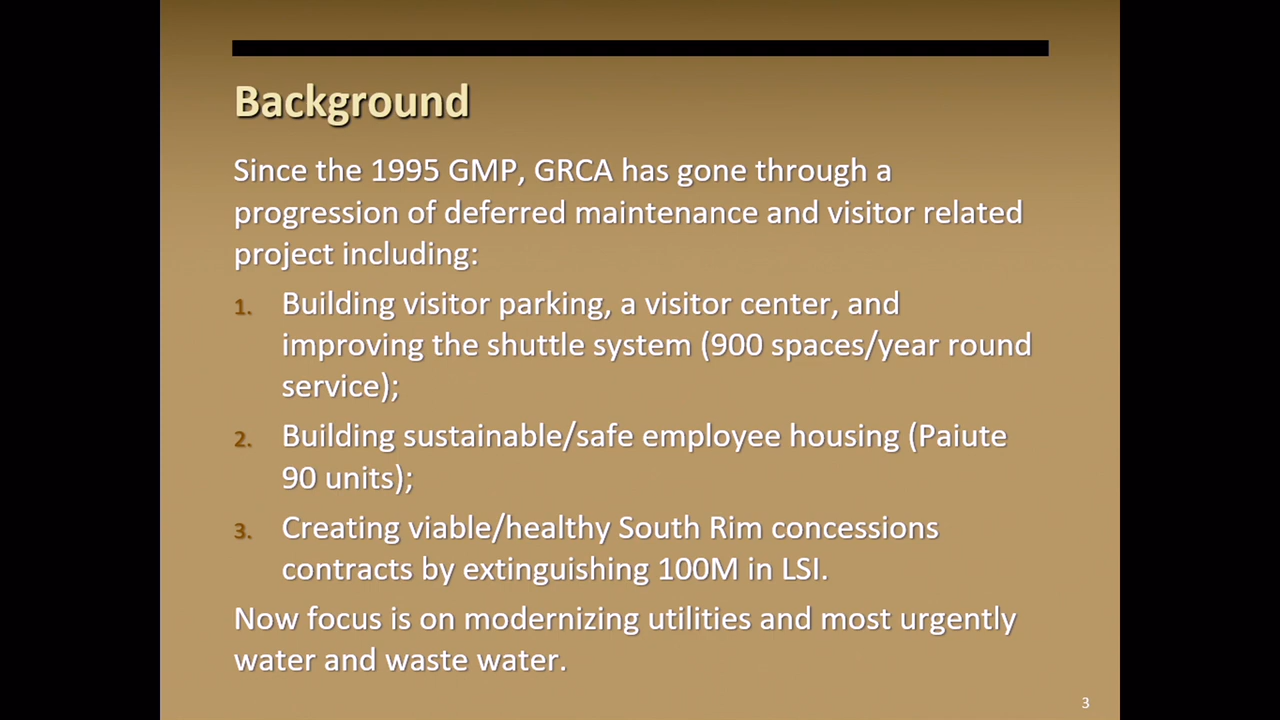 Background
Since the 1995 GMP, GRCA has gone through a
progression of deferred maintenance and visitor related
project including:
1. Building visitor parking, a visitor center, and
improving the shuttle system (900 spaces/year round
service);
2. Building sustainable/safe employee housing (Paiute
90 units);
3. Creating viable/healthy South Rim concessions
contracts by extinguishing 100M in LSI.
Now focus is on modernizing utilities and most urgently
water and waste water.
3